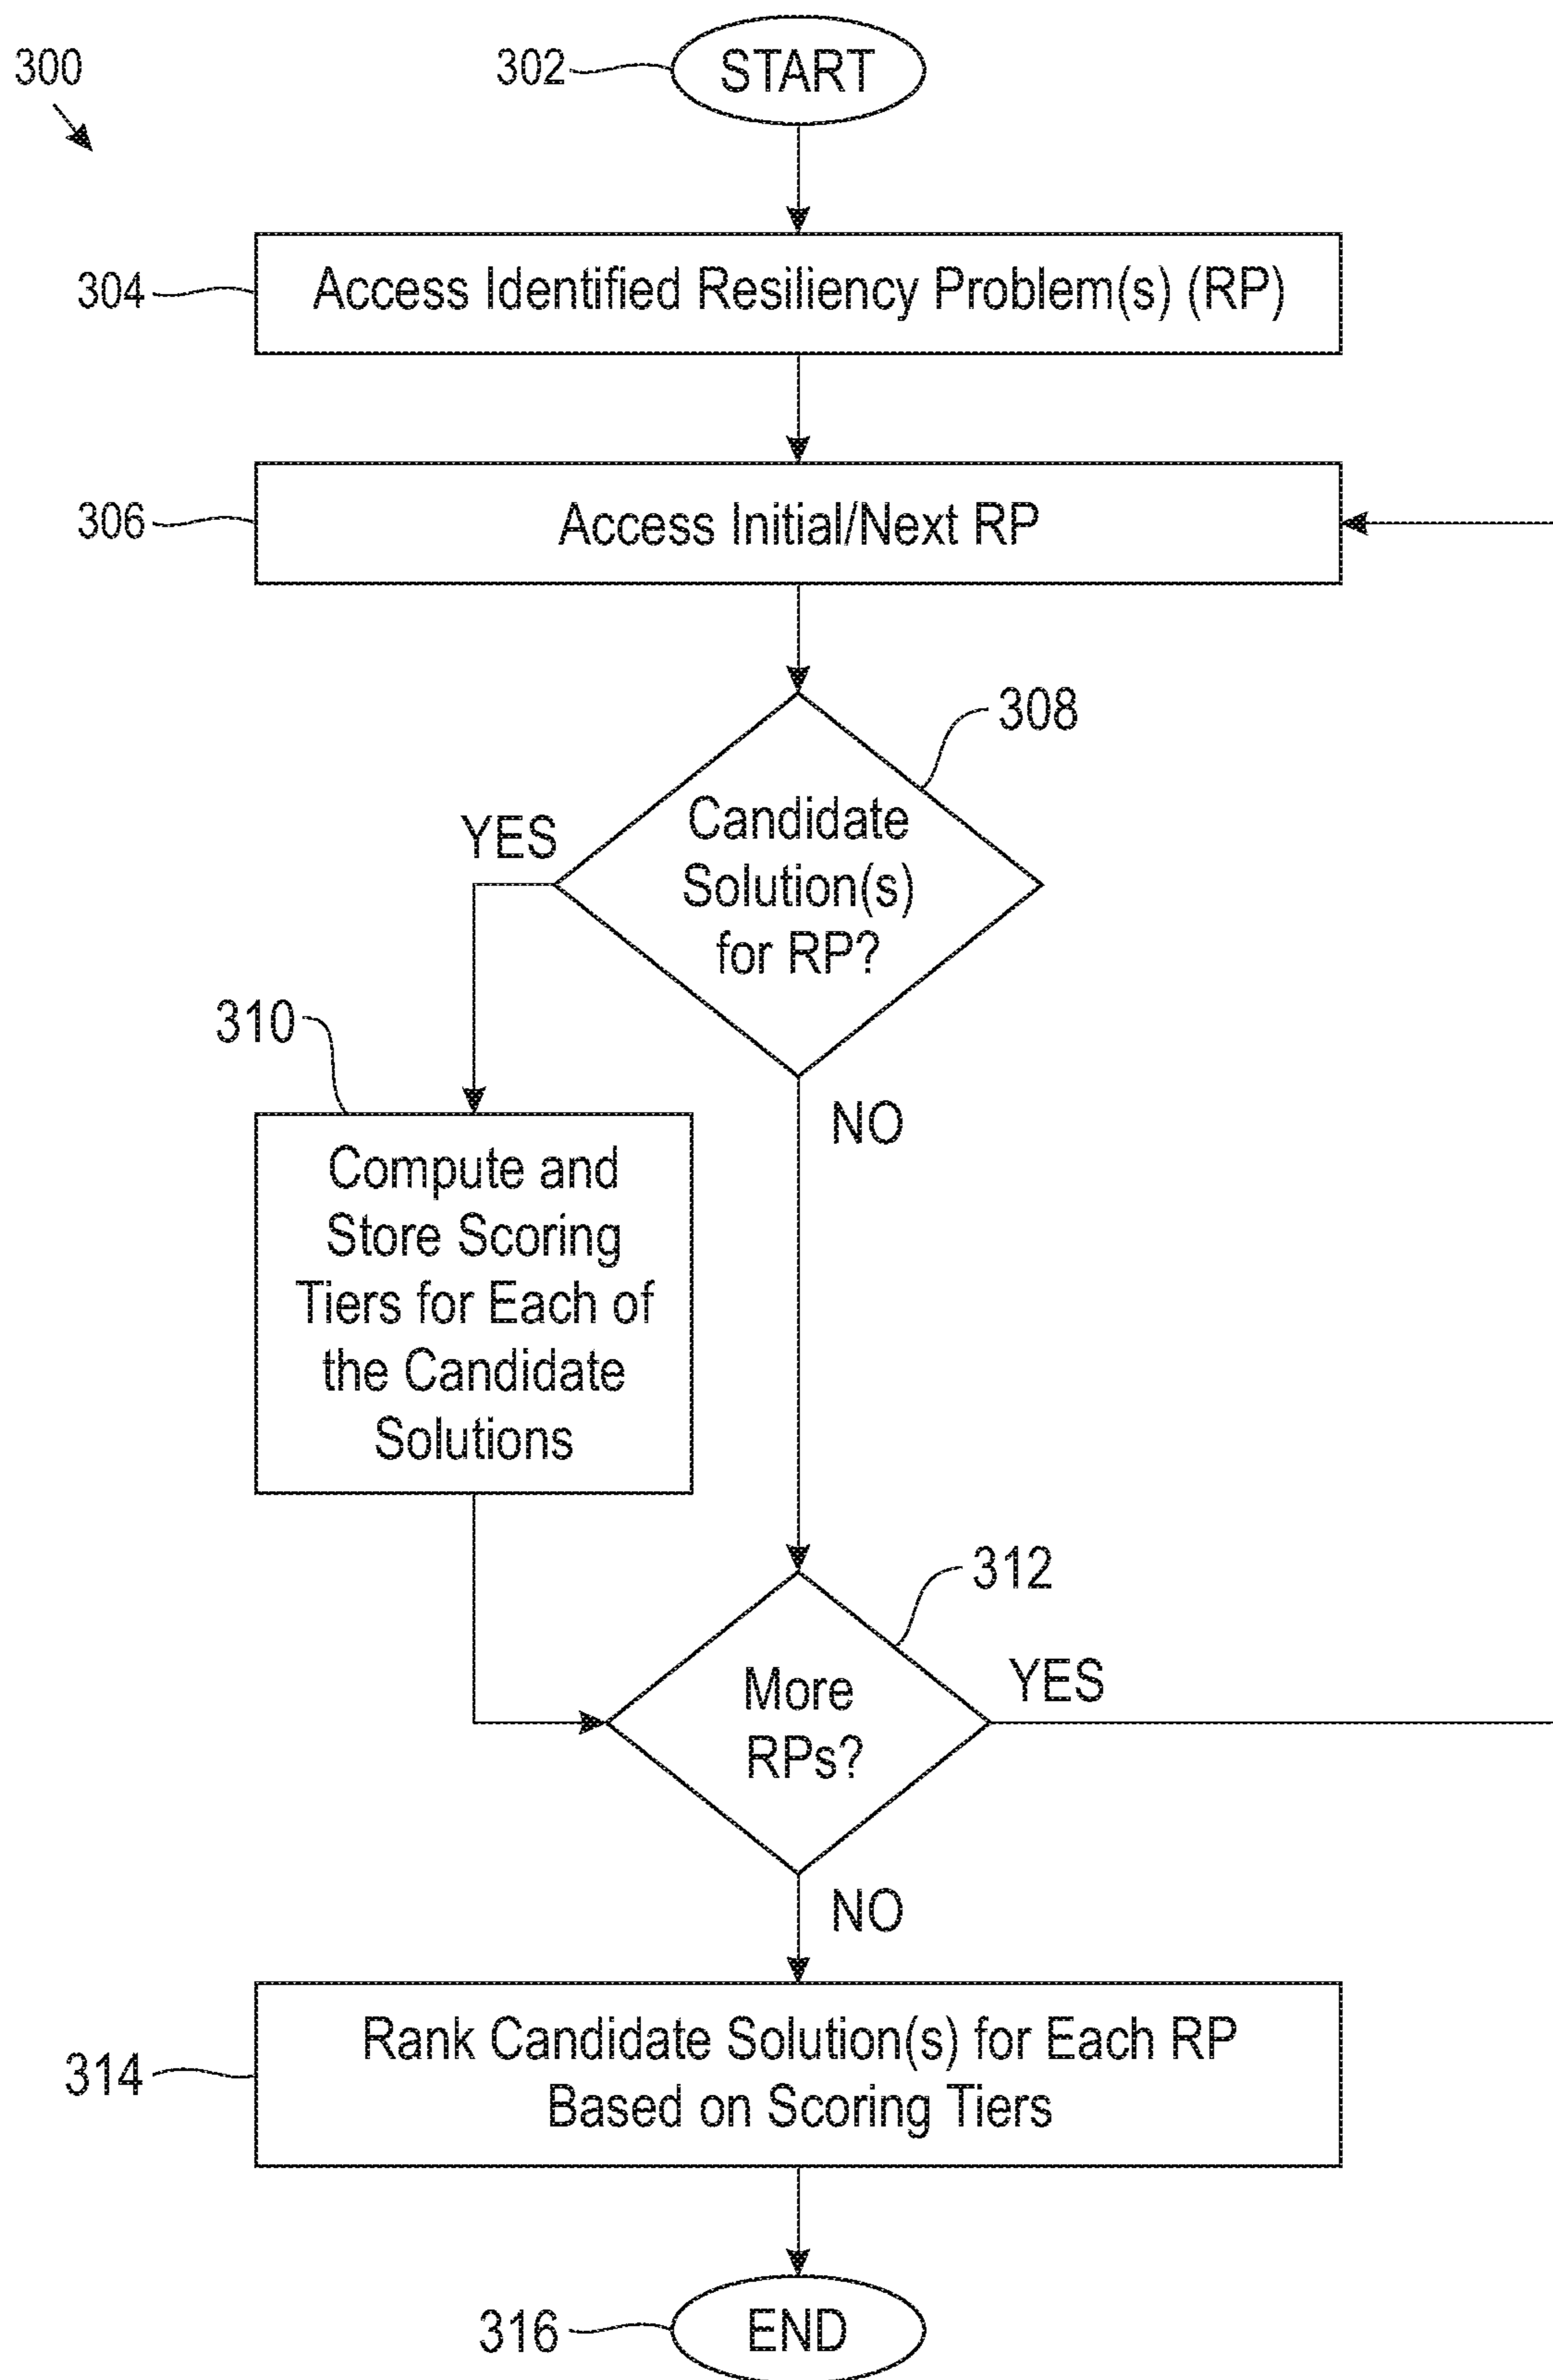 300
302
START
304
Access Identified Resiliency Problem(s) (RP)
306
Access Initial/Next RP
308
Candidate
Solution(s)
for RP?
YES
NO
310
Compute and
Store Scoring
Tiers for Each of
the Candidate
Solutions
312
More
RPs?
YES
NO
314
Rank Candidate Solution(s) for Each RP
Based on Scoring Tiers
316
END